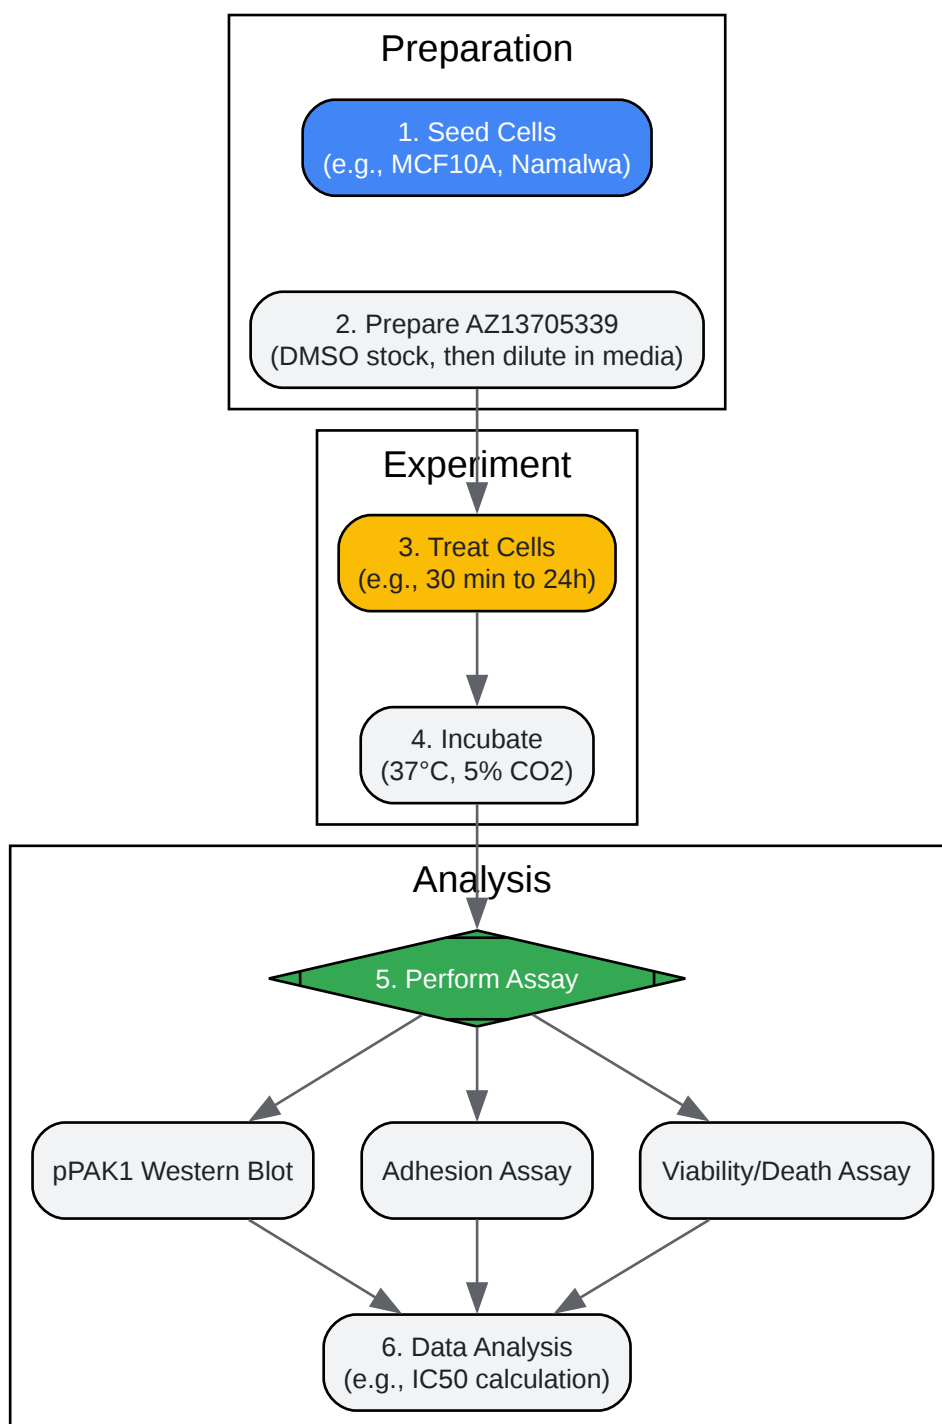 Preparation
1. Seed Cells
(e.g., MCF10A, Namalwa)
2. Prepare AZ13705339
(DMSO stock, then dilute in media)
Experiment
3. Treat Cells
(e.g., 30 min to 24h)
4. Incubate
(37°C, 5% CO2)
Analysis
5. Perform Assay
pPAK1 Western Blot
Adhesion Assay
Viability/Death Assay
6. Data Analysis
(e.g., IC50 calculation)